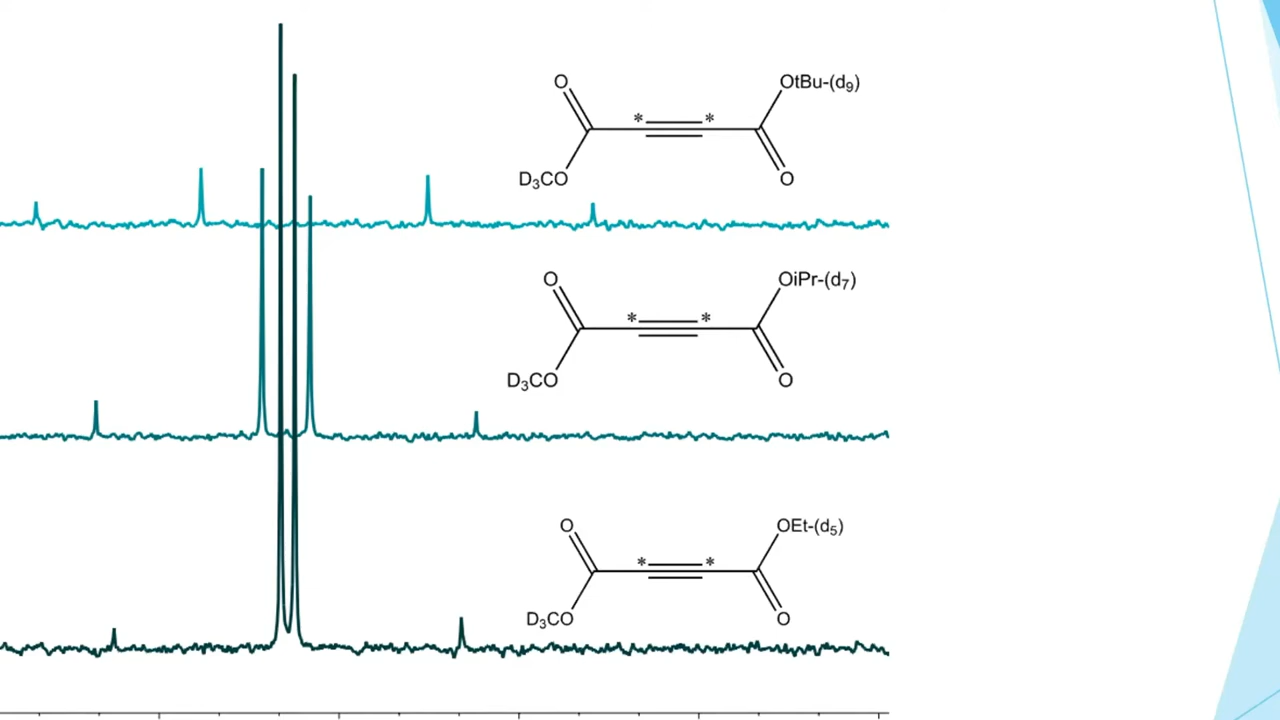 O
OtBu-(d₉)
* *
D₃CO
O
O
OiPr-(d₇)
* *
D₃CO
O
O
OEt-(d₅)
* *
D₃CO
O